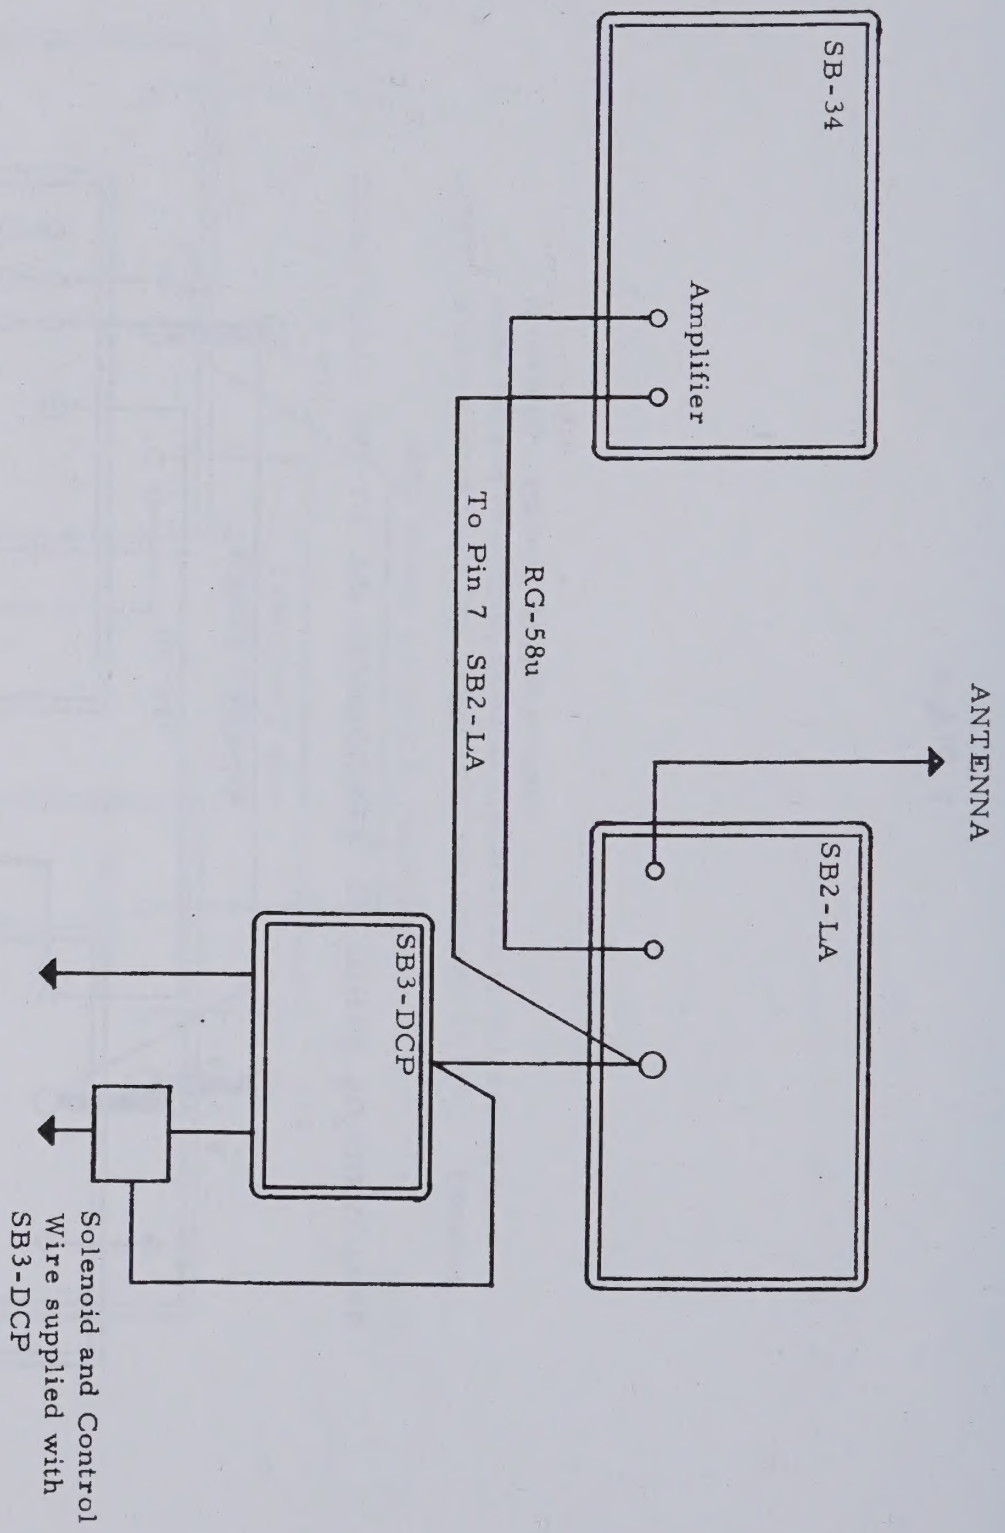 ANTENNA
SB-34
Amplifier
SB2-LA
RG-58u
To Pin 7 SB2-LA
SB3-DCP
Solenoid and Control
Wire supplied with
SB3-DCP